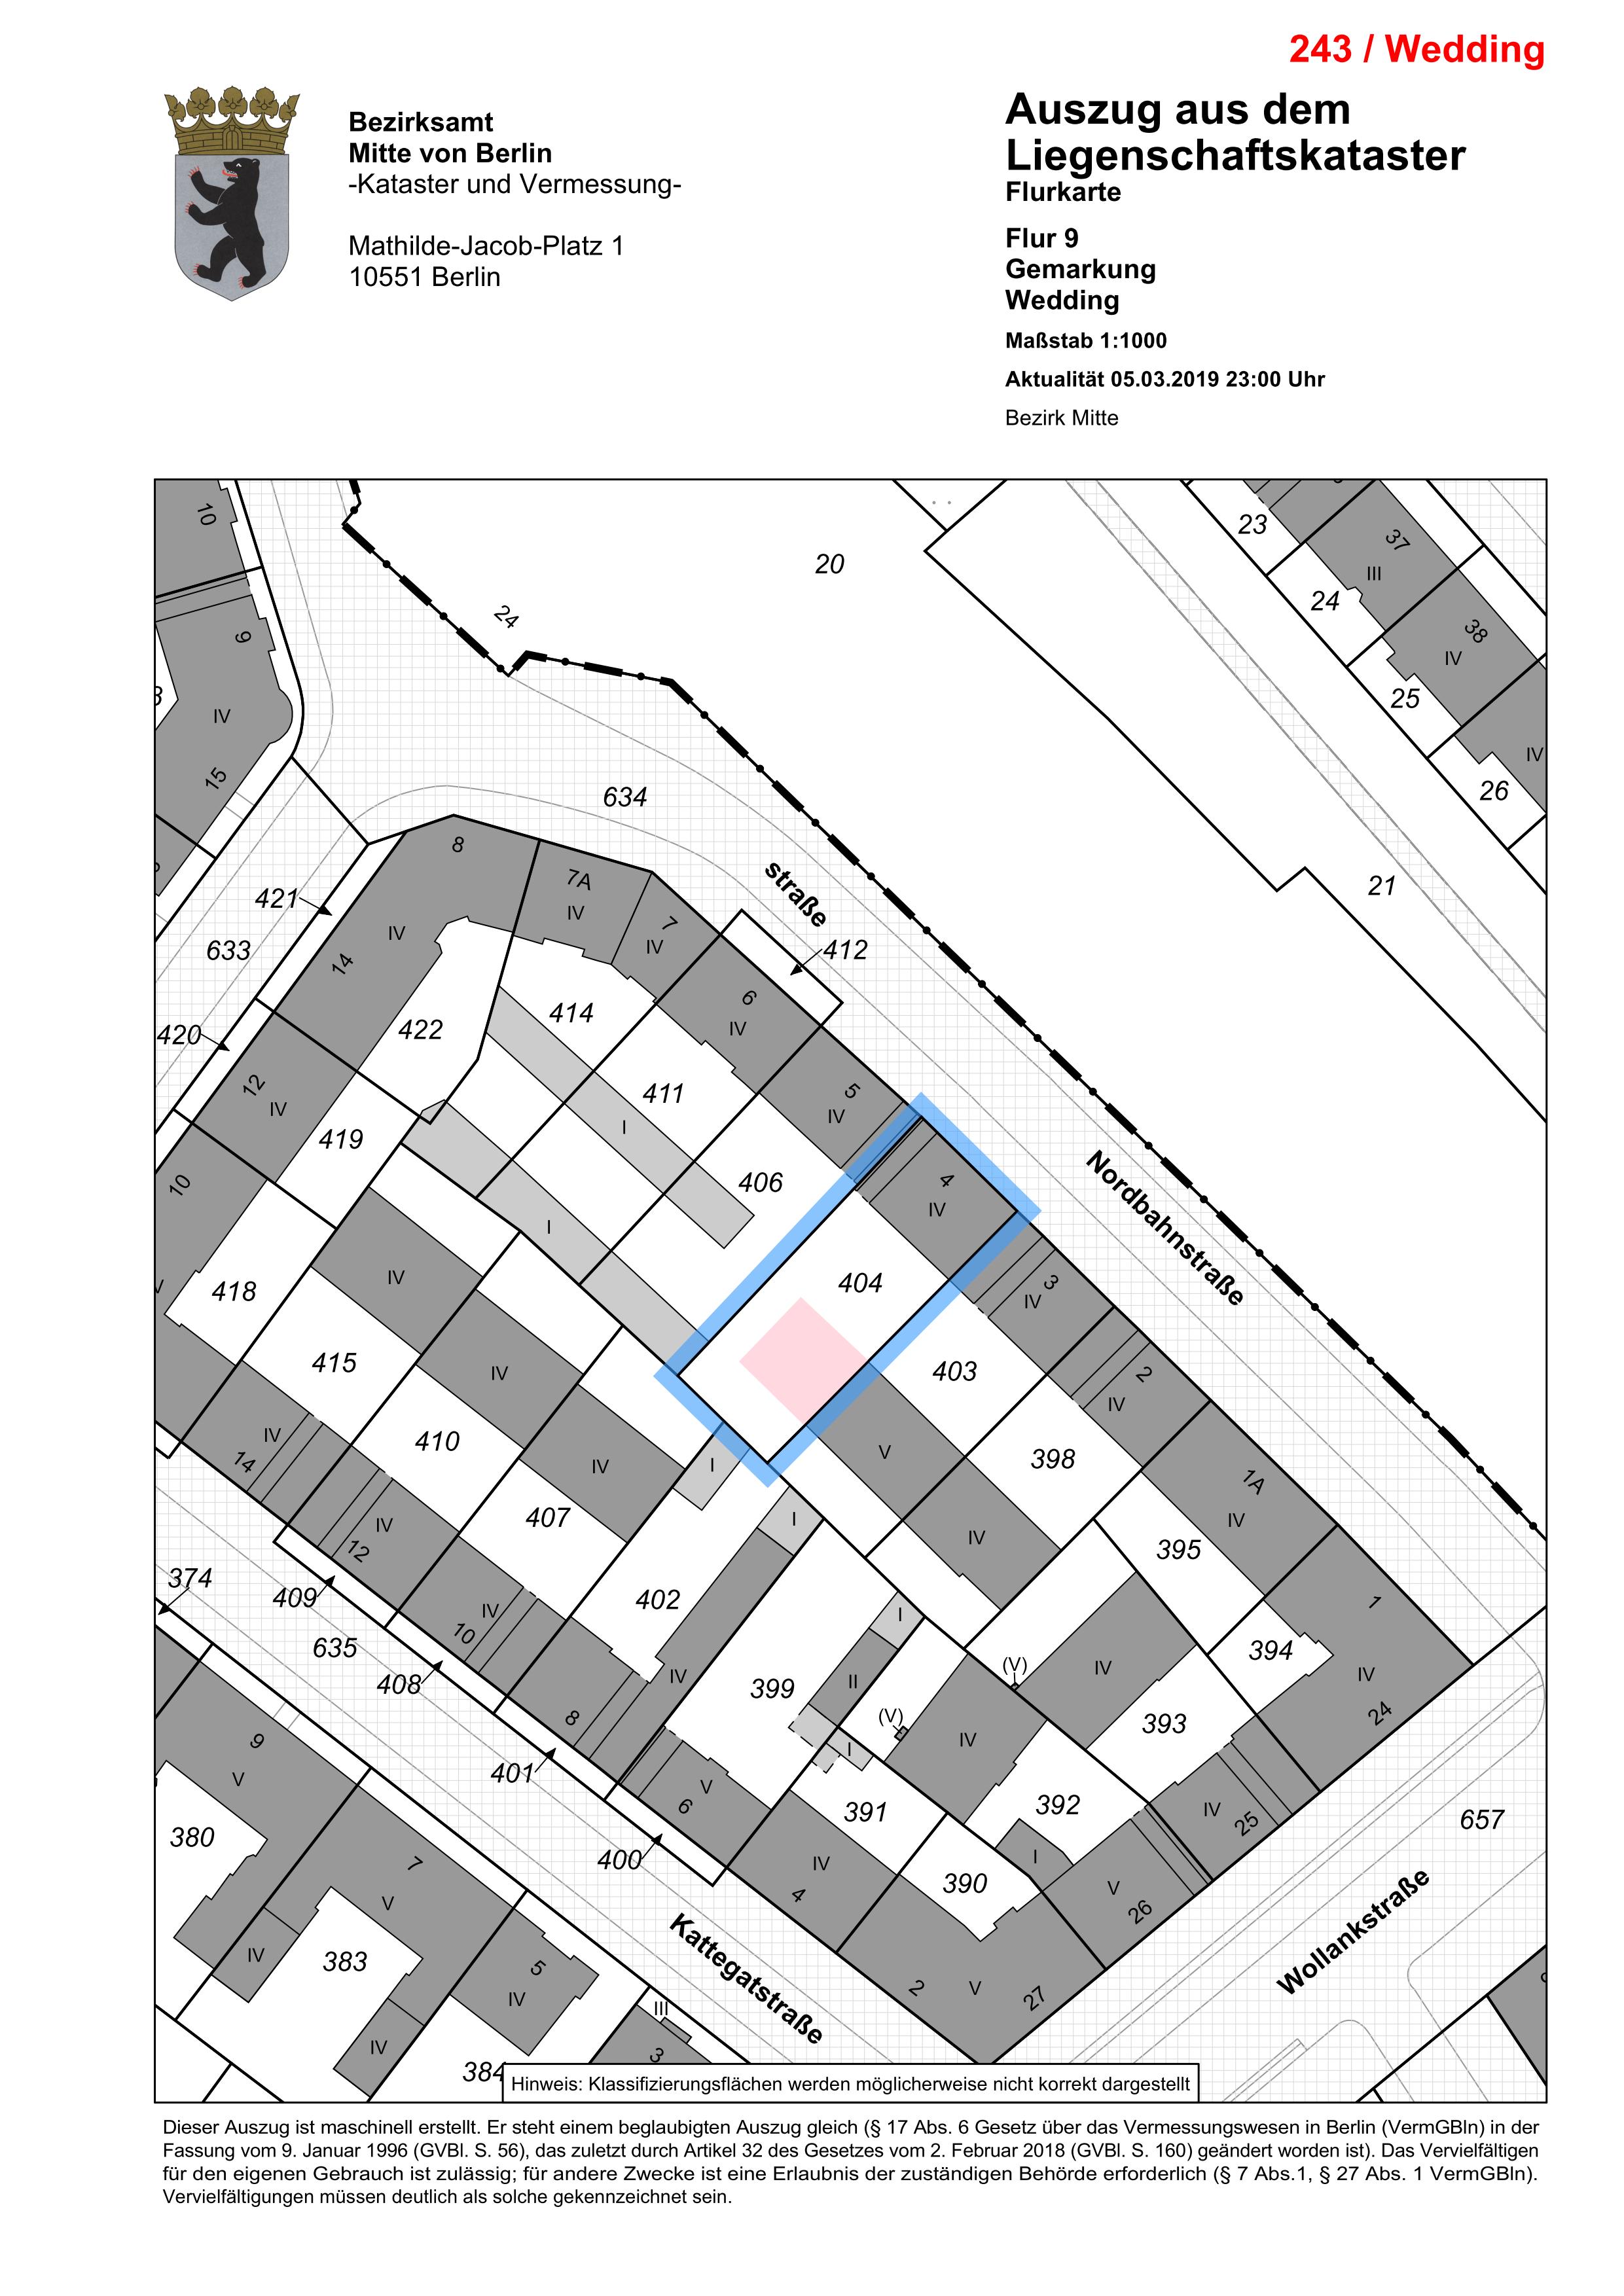 243 / Wedding
Bezirksamt
Mitte von Berlin
-Kataster und Vermessung-
Mathilde-Jacob-Platz 1
10551 Berlin
Auszug aus dem
Liegenschaftskataster
Flurkarte
Flur 9
Gemarkung
Wedding
Maßstab 1:1000
Aktualität 05.03.2019 23:00 Uhr
Bezirk Mitte
10
20
23
37
III
24
24
38
IV
9
25
IV
IV
15
26
634
8
7A
IV
21
421
straße
7
IV
IV
633
14
412
6
IV
414
422
420
12
IV
411
5
IV
I
419
406
4
IV
10
Nordbahnstraße
I
404
3
IV
IV
418
415
IV
403
2
IV
IV
14
410
IV
I
V
398
1A
IV
407
I
IV
12
IV
395
374
409
402
I
1
635
10
IV
394
408
IV
399
II
(V)
IV
IV
24
8
(V)
393
9
V
401
I
IV
6
V
391
392
IV
25
380
657
7
V
400
IV
4
I
390
V
26
IV
383
5
IV
Kattegatstraße
2
V
27
Wollankstraße
III
IV
3
384
Hinweis: Klassifizierungsflächen werden möglicherweise nicht korrekt dargestellt
Dieser Auszug ist maschinell erstellt. Er steht einem beglaubigten Auszug gleich (§ 17 Abs. 6 Gesetz über das Vermessungswesen in Berlin (VermGBln) in der
Fassung vom 9. Januar 1996 (GVBl. S. 56), das zuletzt durch Artikel 32 des Gesetzes vom 2. Februar 2018 (GVBl. S. 160) geändert worden ist). Das Vervielfältigen
für den eigenen Gebrauch ist zulässig; für andere Zwecke ist eine Erlaubnis der zuständigen Behörde erforderlich (§ 7 Abs.1, § 27 Abs. 1 VermGBln).
Vervielfältigungen müssen deutlich als solche gekennzeichnet sein.